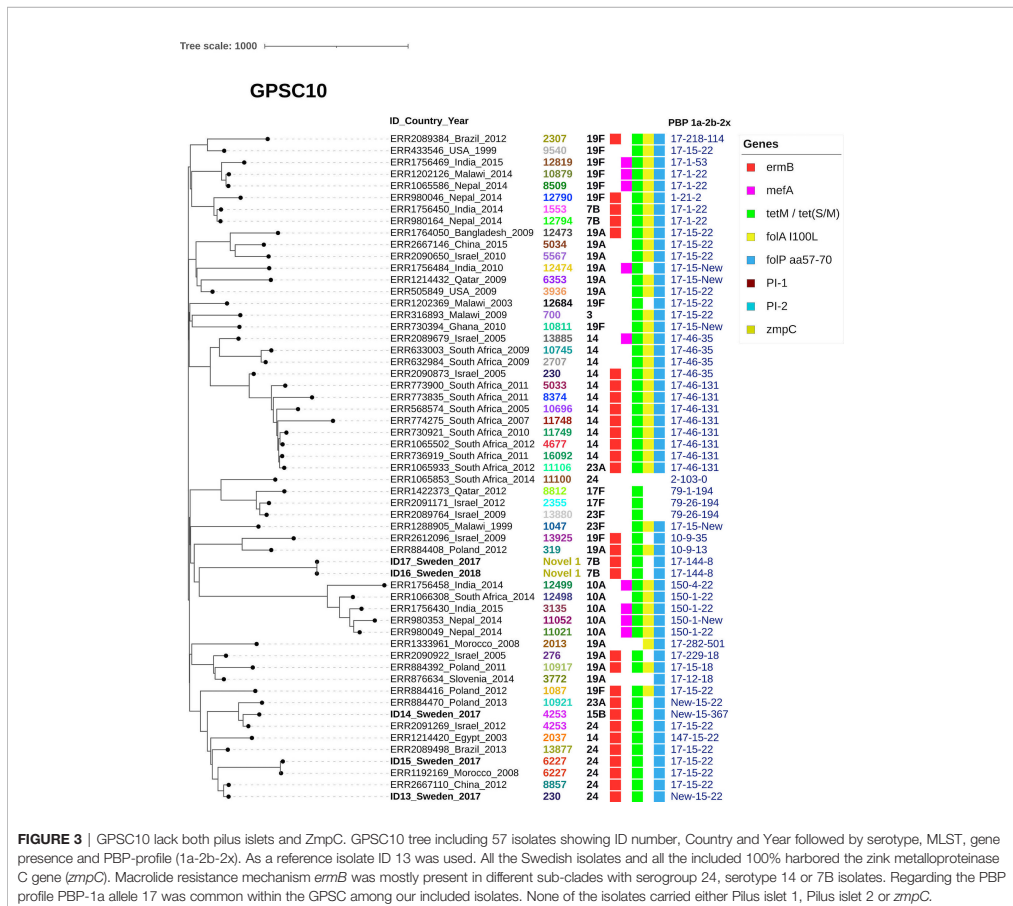 Tree scale: 1000
GPSC10
ID_Country_Year PBP 1a-2b-2x
ERR2089384_Brazil_2012 2307 19F 17-218-114
ERR433546_USA_1999 9540 19F 17-15-22
ERR1756469_India_2015 12819 19F 17-1-53
ERR1202126_Malawi_2014 10879 19F 17-1-22
ERR1065586_Nepal_2014 8509 19F 17-1-22
ERR980046_Nepal_2014 12790 19F 1-21-2
ERR1756450_India_2014 1553 7B 17-1-22
ERR980164_Nepal_2014 12794 7B 17-1-22
ERR1764050_Bangladesh_2009 12473 19A 17-15-22
ERR2667146_China_2015 5034 19A 17-15-22
ERR2090650_Israel_2010 5567 19A 17-15-22
ERR1756484_India_2010 12474 19A 17-15-New
ERR1214432_Qatar_2009 6353 19A 17-15-New
ERR505849_USA_2009 3936 19A 17-15-22
ERR1202369_Malawi_2003 12684 19F 17-15-22
ERR316893_Malawi_2009 700 3 17-15-22
ERR730394_Ghana_2010 10811 19F 17-15-New
ERR2089679_Israel_2005 13885 14 17-46-35
ERR633003_South Africa_2009 10745 14 17-46-35
ERR632984_South Africa_2009 2707 14 17-46-35
ERR2090873_Israel_2005 230 14 17-46-35
ERR773900_South Africa_2011 5033 14 17-46-131
ERR773835_South Africa_2011 8374 14 17-46-131
ERR568574_South Africa_2005 10696 14 17-46-131
ERR774275_South Africa_2007 11748 14 17-46-131
ERR730921_South Africa_2010 11749 14 17-46-131
ERR1065502_South Africa_2012 4677 14 17-46-131
ERR736919_South Africa_2011 16092 14 17-46-131
ERR1065933_South Africa_2012 11106 23A 17-46-131
ERR1065853_South Africa_2014 11100 24 2-103-0
ERR1422373_Qatar_2012 8812 17F 79-1-194
ERR2091171_Israel_2012 2355 17F 79-26-194
ERR2089764_Israel_2009 13880 23F 79-26-194
ERR1288905_Malawi_1999 1047 23F 17-15-New
ERR2612096_Israel_2009 13925 19F 10-9-35
ERR884408_Poland_2012 319 19A 10-9-13
ID17_Sweden_2017 Novel 1 7B 17-144-8
ID16_Sweden_2018 Novel 1 7B 17-144-8
ERR1756458_India_2014 12499 10A 150-4-22
ERR1066308_South Africa_2014 12498 10A 150-1-22
ERR1756430_India_2015 3135 10A 150-1-22
ERR980353_Nepal_2014 11052 10A 150-1-New
ERR980049_Nepal_2014 11021 10A 150-1-22
ERR1333961_Morocco_2008 2013 19A 17-282-501
ERR2090922_Israel_2005 276 19A 17-229-18
ERR884392_Poland_2011 10917 19A 17-15-18
ERR876634_Slovenia_2014 3772 19A 17-12-18
ERR884416_Poland_2012 1087 19F 17-15-22
ERR884470_Poland_2013 10921 23A New-15-22
ID14_Sweden_2017 4253 15B New-15-367
ERR2091269_Israel_2012 4253 24 17-15-22
ERR1214420_Egypt_2003 2037 14 147-15-22
ERR2089498_Brazil_2013 13877 24 17-15-22
ID15_Sweden_2017 6227 24 17-15-22
ERR1192169_Morocco_2008 6227 24 17-15-22
ERR2667110_China_2012 8857 24 17-15-22
ID13_Sweden_2017 230 24 New-15-22
Genes
ermB
mefA
tetM / tet(S/M)
folA I100L
folP aa57-70
PI-1
PI-2
zmpC
FIGURE 3 | GPSC10 lack both pilus islets and ZmpC. GPSC10 tree including 57 isolates showing ID number, Country and Year followed by serotype, MLST, gene
presence and PBP-profile (1a-2b-2x). As a reference isolate ID 13 was used. All the Swedish isolates and all the included 100% harbored the zink metalloproteinase
C gene (zmpC). Macrolide resistance mechanism ermB was mostly present in different sub-clades with serogroup 24, serotype 14 or 7B isolates. Regarding the PBP
profile PBP-1a allele 17 was common within the GPSC among our included isolates. None of the isolates carried either Pilus islet 1, Pilus islet 2 or zmpC.